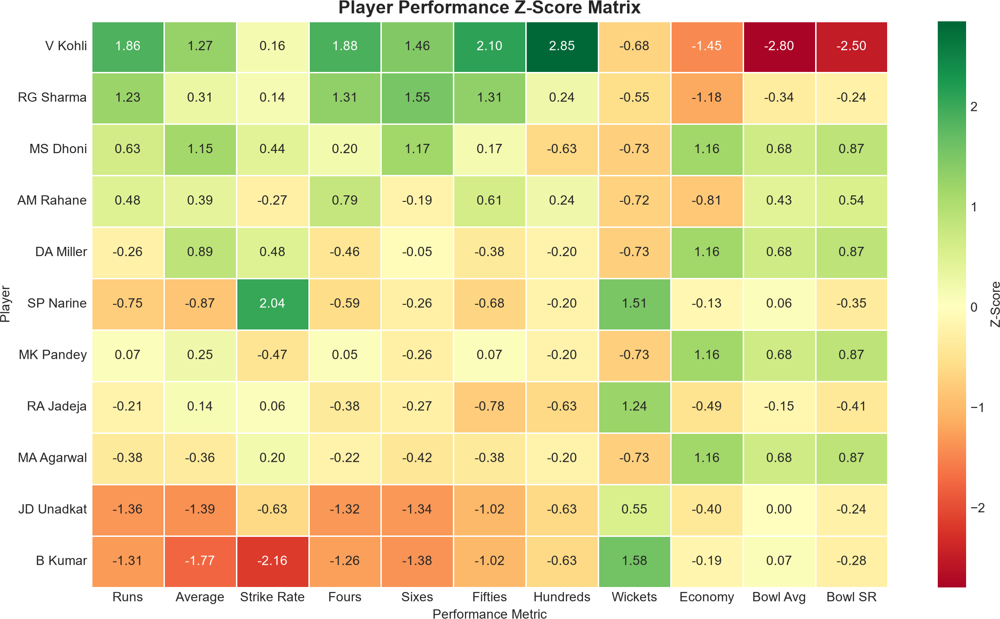 Player Performance Z-Score Matrix
V Kohli 1.86 1.27 0.16 1.88 1.46 2.10 2.85 -0.68 -1.45 -2.80 -2.50
RG Sharma 1.23 0.31 0.14 1.31 1.55 1.31 0.24 -0.55 -1.18 -0.34 -0.24
MS Dhoni 0.63 1.15 0.44 0.20 1.17 0.17 -0.63 -0.73 1.16 0.68 0.87
AM Rahane 0.48 0.39 -0.27 0.79 -0.19 0.61 0.24 -0.72 -0.81 0.43 0.54
DA Miller -0.26 0.89 0.48 -0.46 -0.05 -0.38 -0.20 -0.73 1.16 0.68 0.87
SP Narine -0.75 -0.87 2.04 -0.59 -0.26 -0.68 -0.20 1.51 -0.13 0.06 -0.35
MK Pandey 0.07 0.25 -0.47 0.05 -0.26 0.07 -0.20 -0.73 1.16 0.68 0.87
RA Jadeja -0.21 0.14 0.06 -0.38 -0.27 -0.78 -0.63 1.24 -0.49 -0.15 -0.41
MA Agarwal -0.38 -0.36 0.20 -0.22 -0.42 -0.38 -0.20 -0.73 1.16 0.68 0.87
JD Unadkat -1.36 -1.39 -0.63 -1.32 -1.34 -1.02 -0.63 0.55 -0.40 0.00 -0.24
B Kumar -1.31 -1.77 -2.16 -1.26 -1.38 -1.02 -0.63 1.58 -0.19 0.07 -0.28
Runs Average Strike Rate Fours Sixes Fifties Hundreds Wickets Economy Bowl Avg Bowl SR
Performance Metric
Player
2
1
0
−1
−2
Z-Score